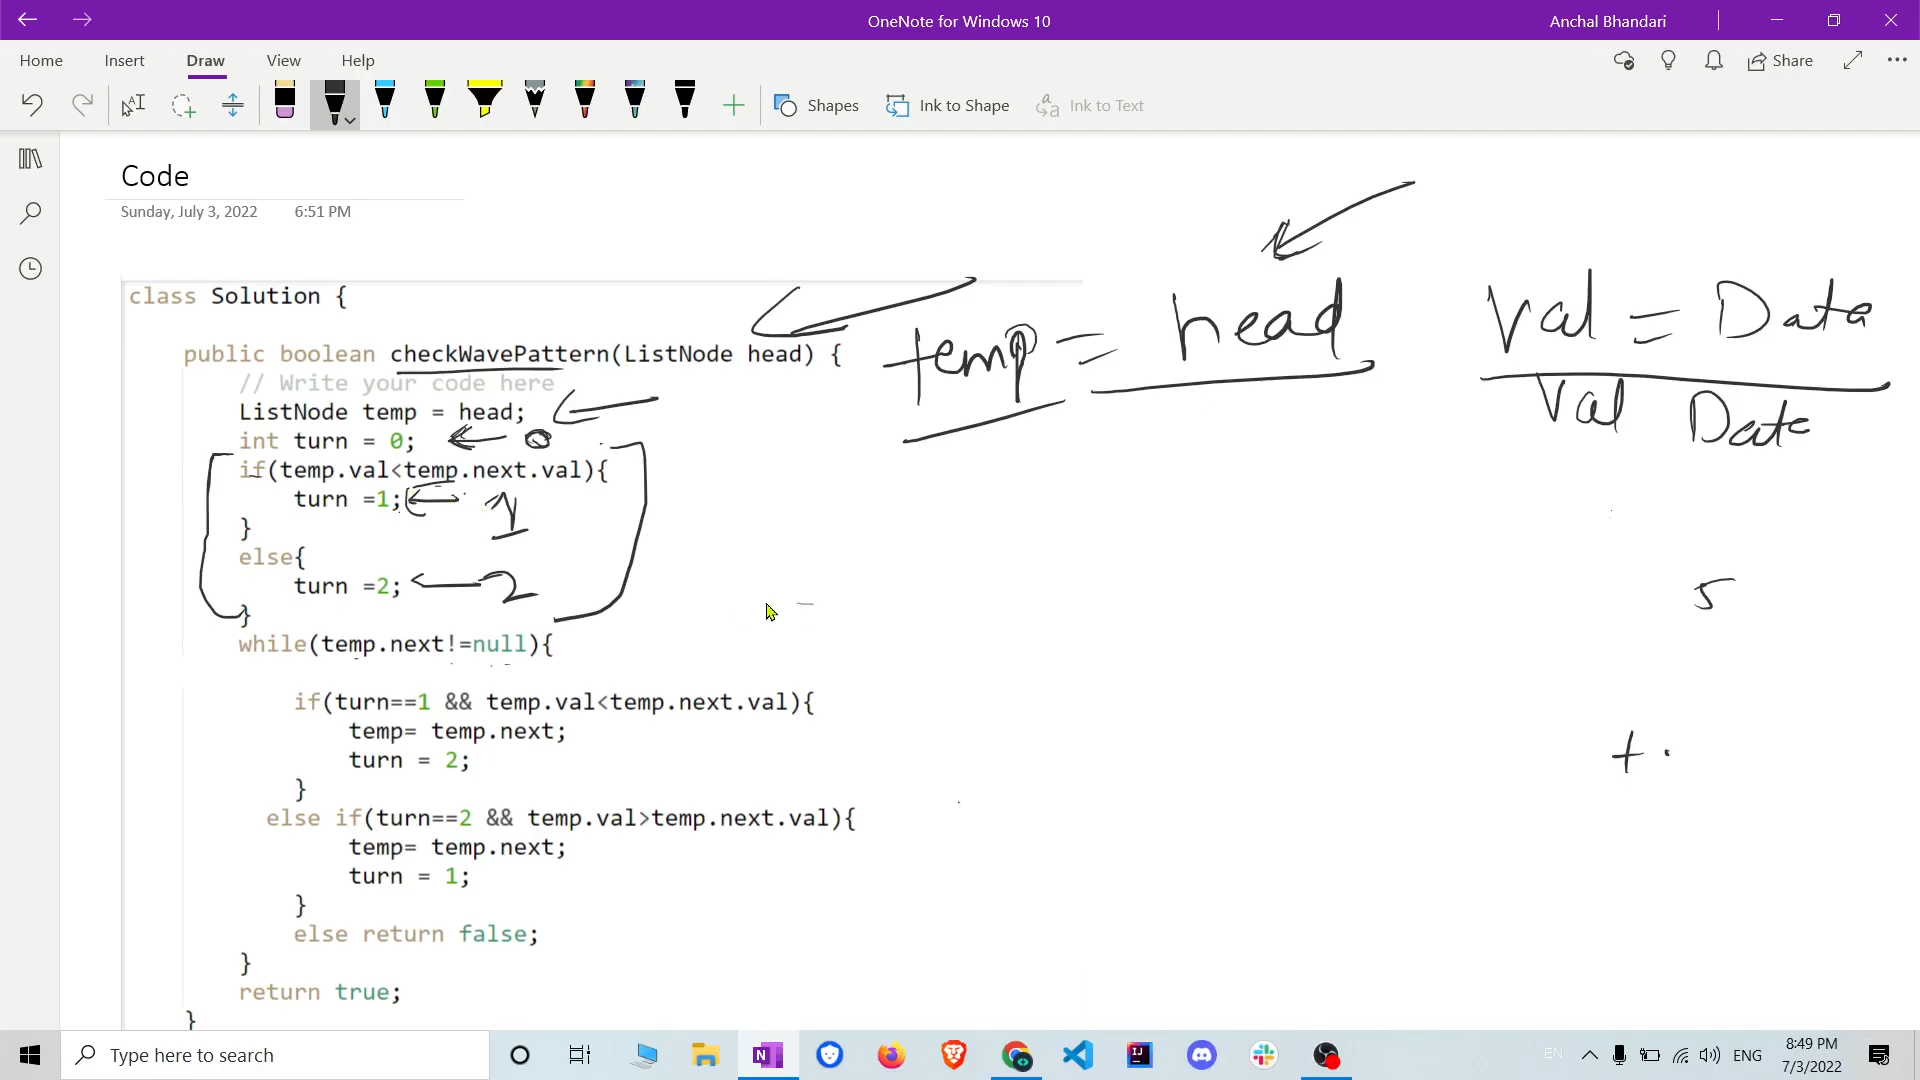 OneNote for Windows 10
Anchal Bhandari
Home Insert Draw View Help
Share
Shapes Ink to Shape Ink to Text
Code
Sunday, July 3, 2022 6:51 PM
class Solution {
public boolean checkWavePattern(ListNode head) {
// Write your code here
ListNode temp = head;
int turn = 0;
if(temp.val<temp.next.val){
turn =1;
}
else{
turn =2;
}
while(temp.next!=null){
if(turn==1 && temp.val<temp.next.val){
temp= temp.next;
turn = 2;
}
else if(turn==2 && temp.val>temp.next.val){
temp= temp.next;
turn = 1;
}
else return false;
}
return true;
}
0
1
2
temp = head
Val = Data
Val Data
5
+
Type here to search
EN
ENG
8:49 PM
7/3/2022